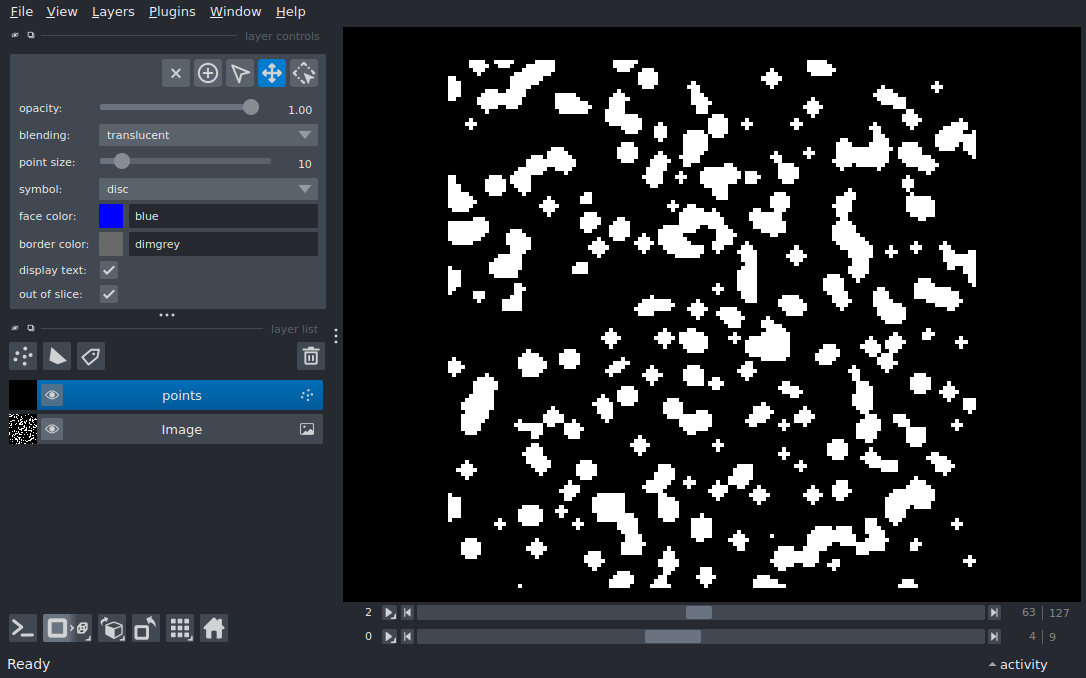 File View Layers Plugins Window Help
layer controls
opacity: 1.00
blending: translucent
point size: 10
symbol: disc
face color: blue
border color: dimgrey
display text:
out of slice:
layer list
points
Image
2 63 127
0 4 9
Ready activity